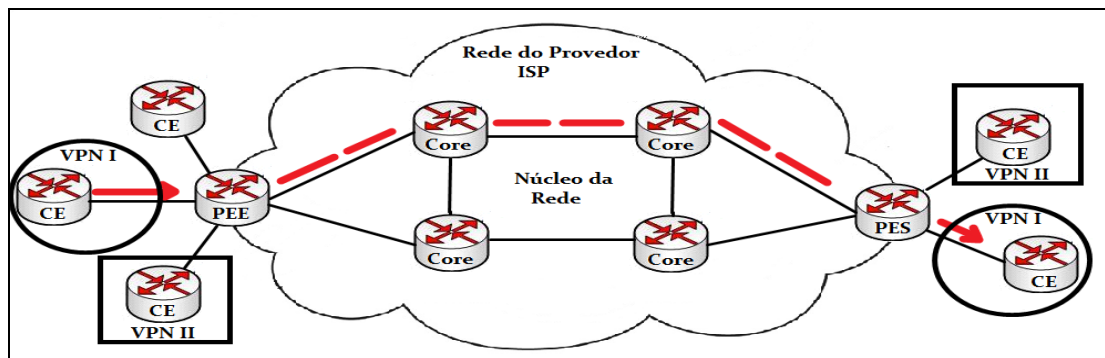 Rede do Provedor
ISP
CE
VPN I
CE
PEE
CE
VPN II
Core
Core
Núcleo da
Rede
Core
Core
PES
CE
VPN II
VPN I
CE